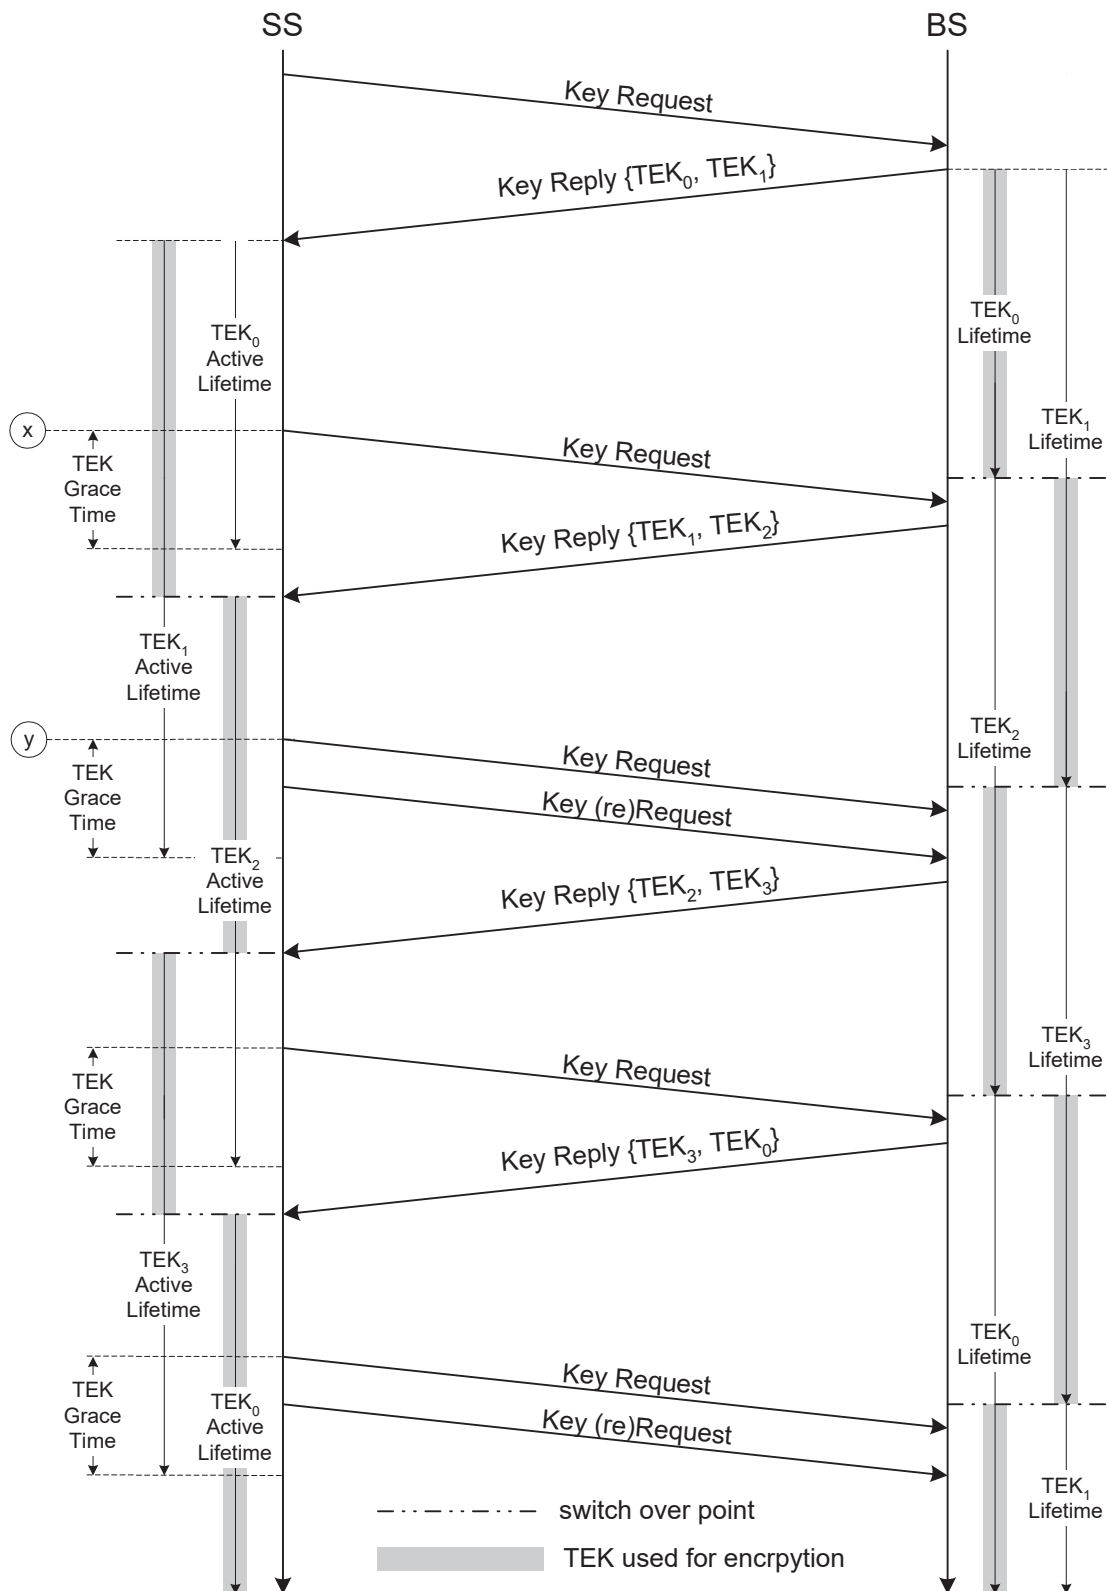 SS
BS
Key Request
Key Reply {TEK0, TEK1}
TEK0
Active
Lifetime
TEK0
Lifetime
x
TEK
Grace
Time
Key Request
TEK1
Lifetime
Key Reply {TEK1, TEK2}
TEK1
Active
Lifetime
y
TEK
Grace
Time
Key Request
Key (re)Request
TEK2
Lifetime
TEK2
Active
Lifetime
Key Reply {TEK2, TEK3}
TEK
Grace
Time
Key Request
TEK3
Lifetime
Key Reply {TEK3, TEK0}
TEK3
Active
Lifetime
TEK0
Lifetime
TEK
Grace
Time
Key Request
Key (re)Request
TEK0
Active
Lifetime
TEK1
Lifetime
switch over point
TEK used for encrpytion